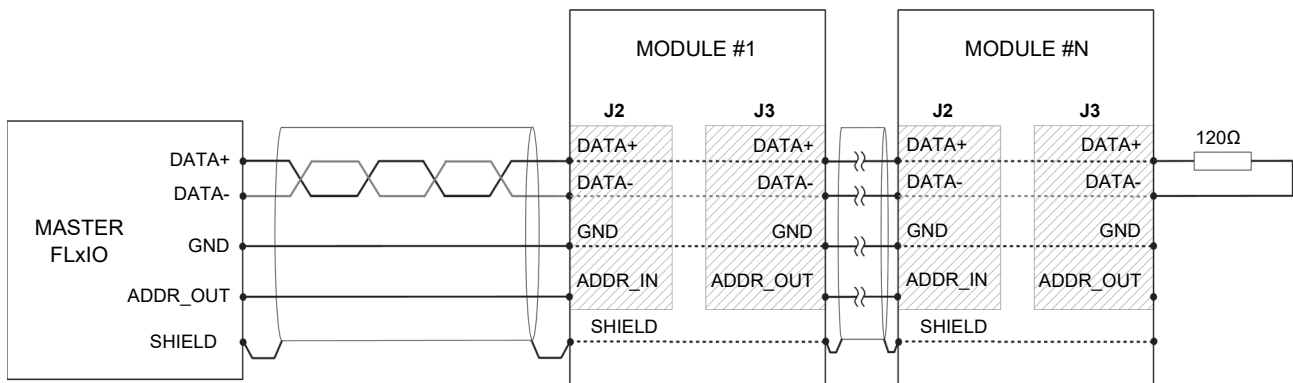 MODULE #1
MODULE #N
J2
J3
J2
J3
120Ω
DATA+
DATA+
DATA+
DATA+
DATA+
DATA-
DATA-
DATA-
DATA-
DATA-
MASTER
FLxIO
GND
GND
GND
GND
GND
ADDR_OUT
ADDR_IN
ADDR_OUT
ADDR_IN
ADDR_OUT
SHIELD
SHIELD
SHIELD